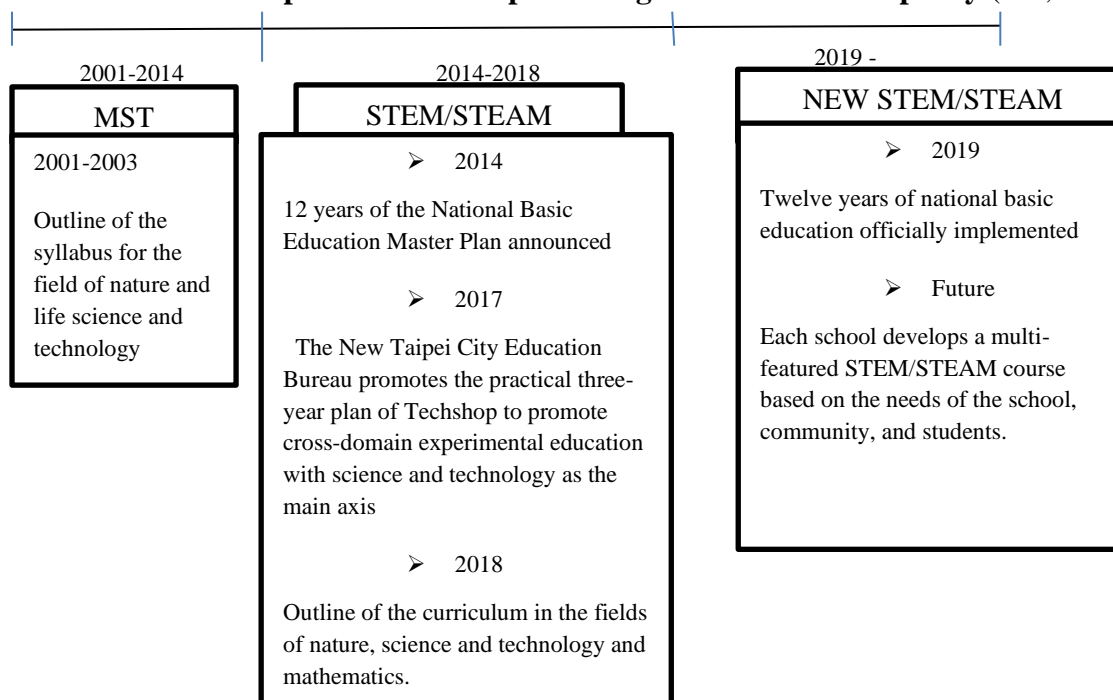 2001-2014
MST
2001-2003
Outline of the
syllabus for the
field of nature and
life science and
technology
2014-2018
STEM/STEAM
➢ 2014
12 years of the National Basic
Education Master Plan announced
➢ 2017
The New Taipei City Education
Bureau promotes the practical three-
year plan of Techshop to promote
cross-domain experimental education
with science and technology as the
main axis
➢ 2018
Outline of the curriculum in the fields
of nature, science and technology and
mathematics.
2019 -
NEW STEM/STEAM
➢ 2019
Twelve years of national basic
education officially implemented
➢ Future
Each school develops a multi-
featured STEM/STEAM course
based on the needs of the school,
community, and students.